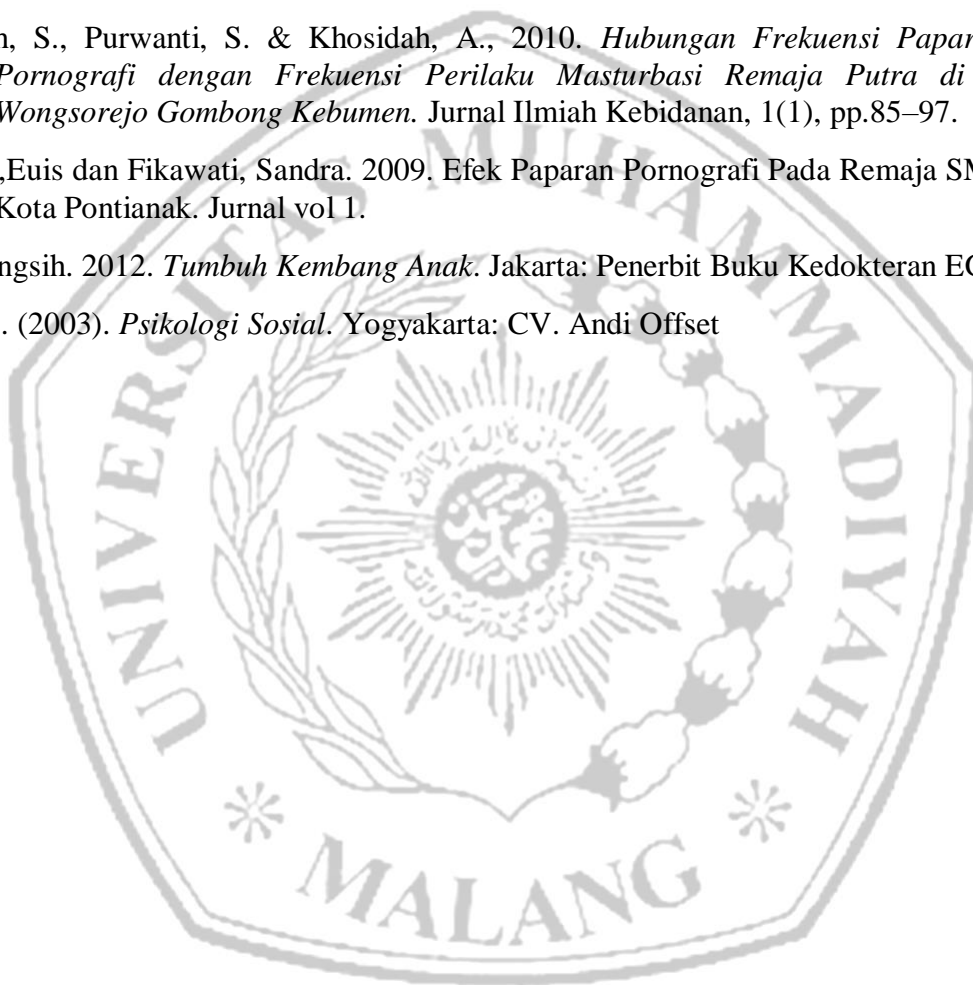 n, S., Purwanti, S. & Khosidah, A., 2010. Hubungan Frekuensi Papar
Pornografi dengan Frekuensi Perilaku Masturbasi Remaja Putra di
Wongsorejo Gombong Kebumen. Jurnal Ilmiah Kebidanan, 1(1), pp.85–97.
,Euis dan Fikawati, Sandra. 2009. Efek Paparan Pornografi Pada Remaja SM
Kota Pontianak. Jurnal vol 1.
ngsih. 2012. Tumbuh Kembang Anak. Jakarta: Penerbit Buku Kedokteran EG
. (2003). Psikologi Sosial. Yogyakarta: CV. Andi Offset
UNIVERSITAS MUHAMMADIYAH
MALANG